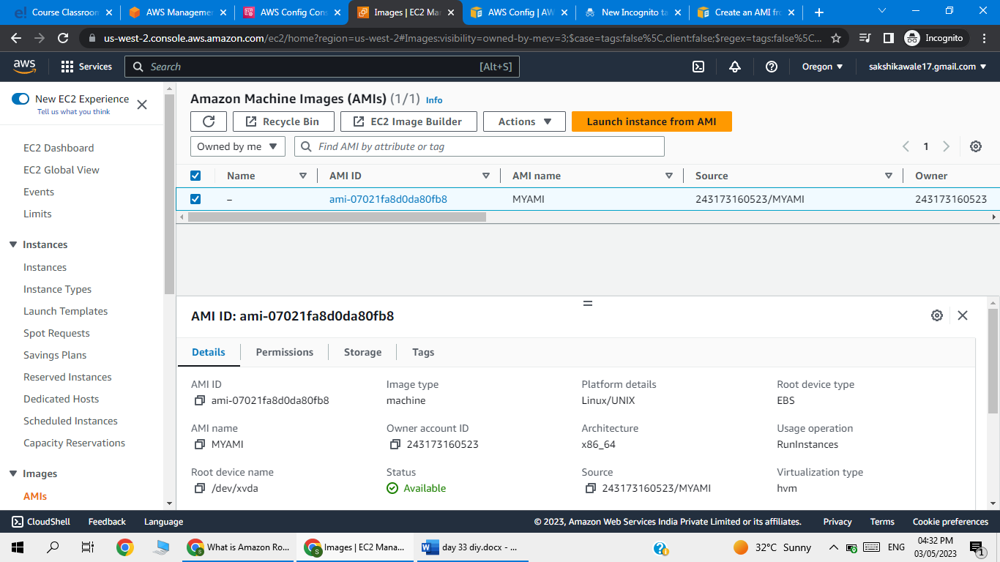 Course Classroom
AWS Managemen
AWS Config Cons
Images | EC2 Man
AWS Config | AW
New Incognito ta
Create an AMI fro
us-west-2.console.aws.amazon.com/ec2/home?region=us-west-2#Images:visibility=owned-by-me;v=3;$case=tags:false%5C,client:false;$regex=tags:false%5C...
Incognito
aws
Services
Search
[Alt+S]
Oregon
sakshikawale17.gmail.com
New EC2 Experience
Tell us what you think
EC2 Dashboard
EC2 Global View
Events
Limits
Instances
Instances
Instance Types
Launch Templates
Spot Requests
Savings Plans
Reserved Instances
Dedicated Hosts
Scheduled Instances
Capacity Reservations
Images
AMIs
Amazon Machine Images (AMIs) (1/1) Info
Recycle Bin
EC2 Image Builder
Actions
Launch instance from AMI
Owned by me
Find AMI by attribute or tag
1
Name AMI ID AMI name Source Owner
– ami-07021fa8d0da80fb8 MYAMI 243173160523/MYAMI 243173160523
AMI ID: ami-07021fa8d0da80fb8
Details Permissions Storage Tags
AMI ID Image type Platform details Root device type
ami-07021fa8d0da80fb8 machine Linux/UNIX EBS
AMI name Owner account ID Architecture Usage operation
MYAMI 243173160523 x86_64 RunInstances
Root device name Status Source Virtualization type
/dev/xvda Available 243173160523/MYAMI hvm
CloudShell Feedback Language © 2023, Amazon Web Services India Private Limited or its affiliates. Privacy Terms Cookie preferences
What is Amazon Ro...
Images | EC2 Mana...
day 33 diy.docx - ...
32°C Sunny
ENG
04:32 PM
03/05/2023
1